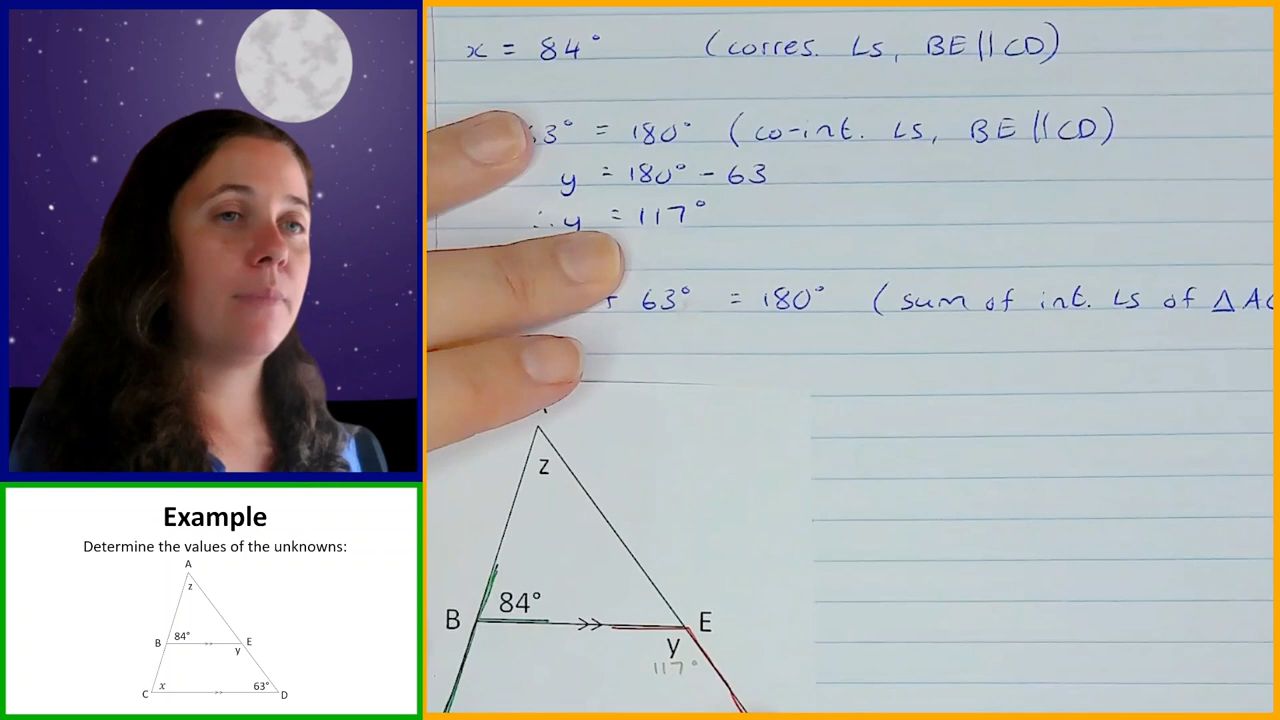 x = 84° (corres. ∠s, BE || CD)
3° = 180° (co-int. ∠s, BE || CD)
y = 180° - 63
∴ y = 117°
+ 63° = 180° (sum of int. ∠s of Δ AC
z
B 84° E
y
117°
Example
Determine the values of the unknowns:
A
z
B 84° E
y
C x 63° D